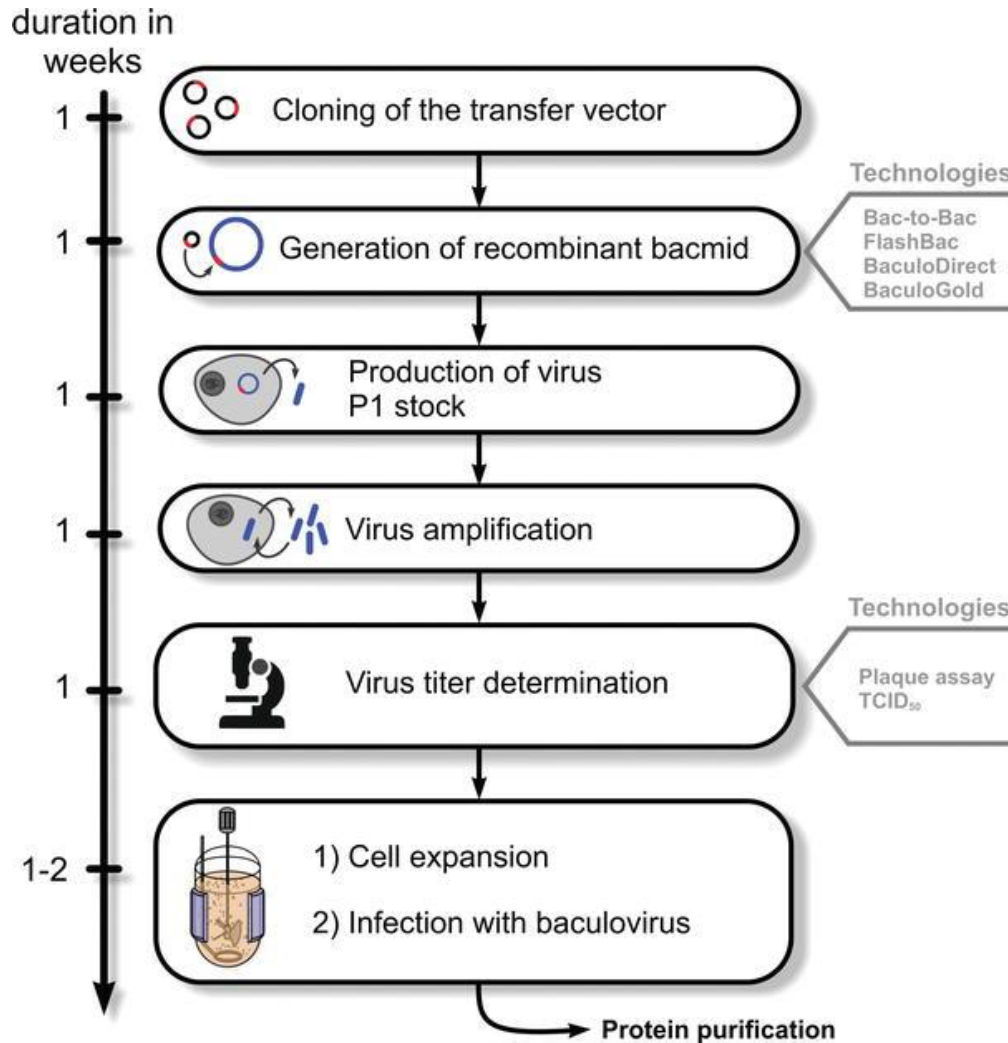 duration in
weeks
1
Cloning of the transfer vector
Technologies
1
Generation of recombinant bacmid
Bac-to-Bac
FlashBac
BaculoDirect
BaculoGold
1
Production of virus
P1 stock
1
Virus amplification
Technologies
1
Virus titer determination
Plaque assay
TCID₅₀
1-2
1) Cell expansion
2) Infection with baculovirus
Protein purification